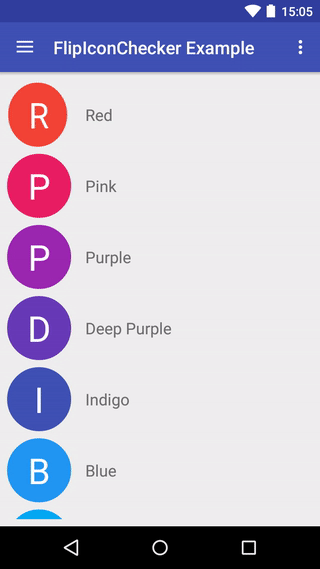 15:05
FlipIconChecker Example
R Red
P Pink
P Purple
D Deep Purple
I Indigo
B Blue